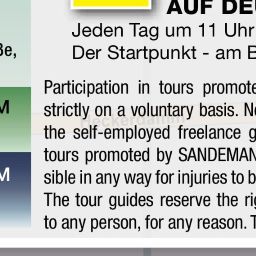 AUF DEU
Jeden Tag um 11 Uhr
Be,
Der Startpunkt - am B
Participation in tours promote
M
strictly on a voluntary basis. N
the self-employed freelance g
tours promoted by SANDEMAN
M
sible in any way for injuries to b
The tour guides reserve the ri
to any person, for any reason. T